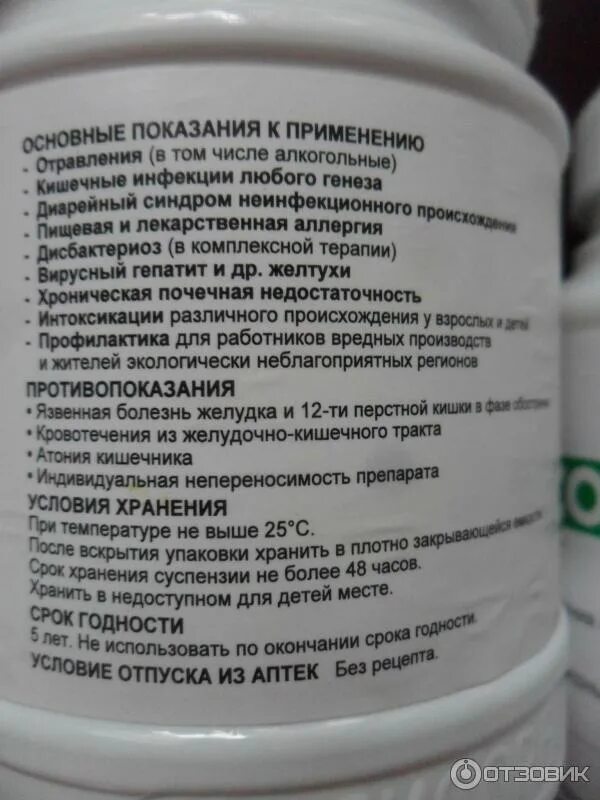 ОСНОВНЫЕ ПОКАЗАНИЯ К ПРИМЕНЕНИЮ
- Отравления (в том числе алкогольные)
- Кишечные инфекции любого генеза
- Диарейный синдром неинфекционного происхождения
- Пищевая и лекарственная аллергия
- Дисбактериоз (в комплексной терапии)
- Вирусный гепатит и др. желтухи
- Хроническая почечная недостаточность
- Интоксикации различного происхождения у взрослых и детей
- Профилактика для работников вредных производств
и жителей экологически неблагоприятных регионов
ПРОТИВОПОКАЗАНИЯ
• Язвенная болезнь желудка и 12-ти перстной кишки в фазе
• Кровотечения из желудочно-кишечного тракта
• Атония кишечника
• Индивидуальная непереносимость препарата
УСЛОВИЯ ХРАНЕНИЯ
При температуре не выше 25°С.
После вскрытия упаковки хранить в плотно закрывающейся
Срок хранения суспензии не более 48 часов.
Хранить в недоступном для детей месте.
СРОК ГОДНОСТИ
5 лет. Не использовать по окончании срока годности.
УСЛОВИЕ ОТПУСКА ИЗ АПТЕК Без рецепта.
ОТЗОВИК